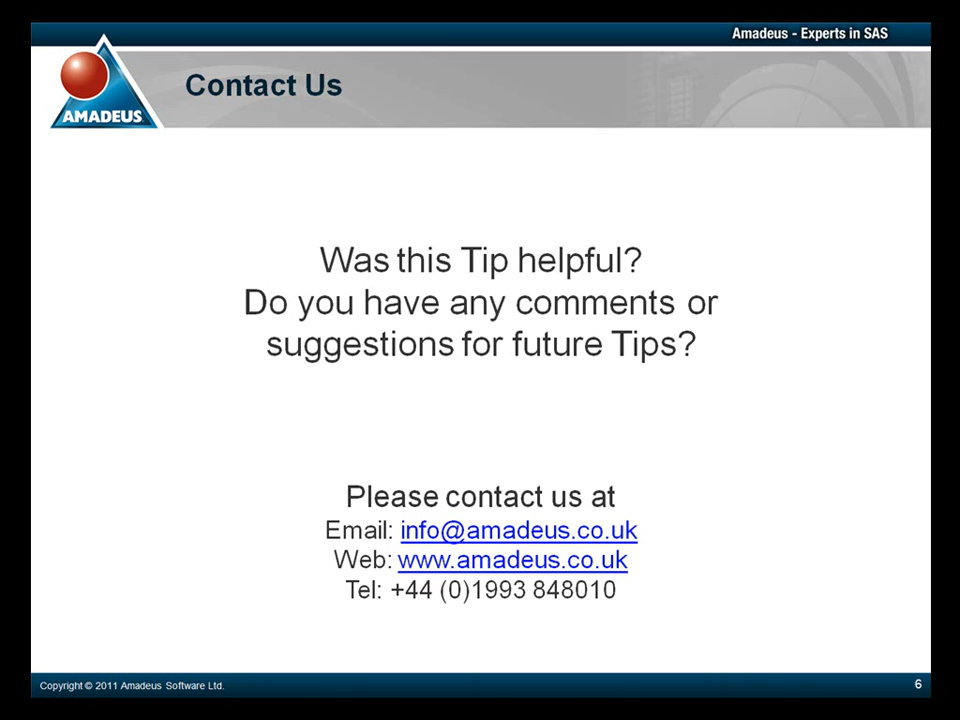 Amadeus - Experts in SAS
AMADEUS
Contact Us
Was this Tip helpful?
Do you have any comments or
suggestions for future Tips?
Please contact us at
Email: info@amadeus.co.uk
Web: www.amadeus.co.uk
Tel: +44 (0)1993 848010
Copyright © 2011 Amadeus Software Ltd.
6